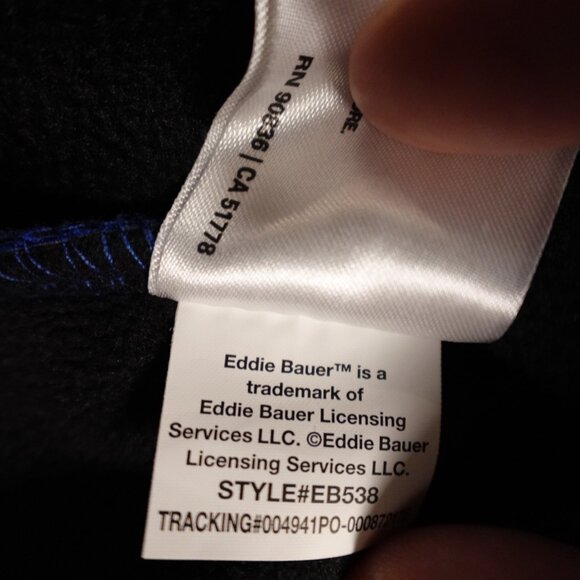 RN 90836 | CA 51778
Eddie Bauer™ is a
trademark of
Eddie Bauer Licensing
Services LLC. ©Eddie Bauer
Licensing Services LLC.
STYLE#EB538